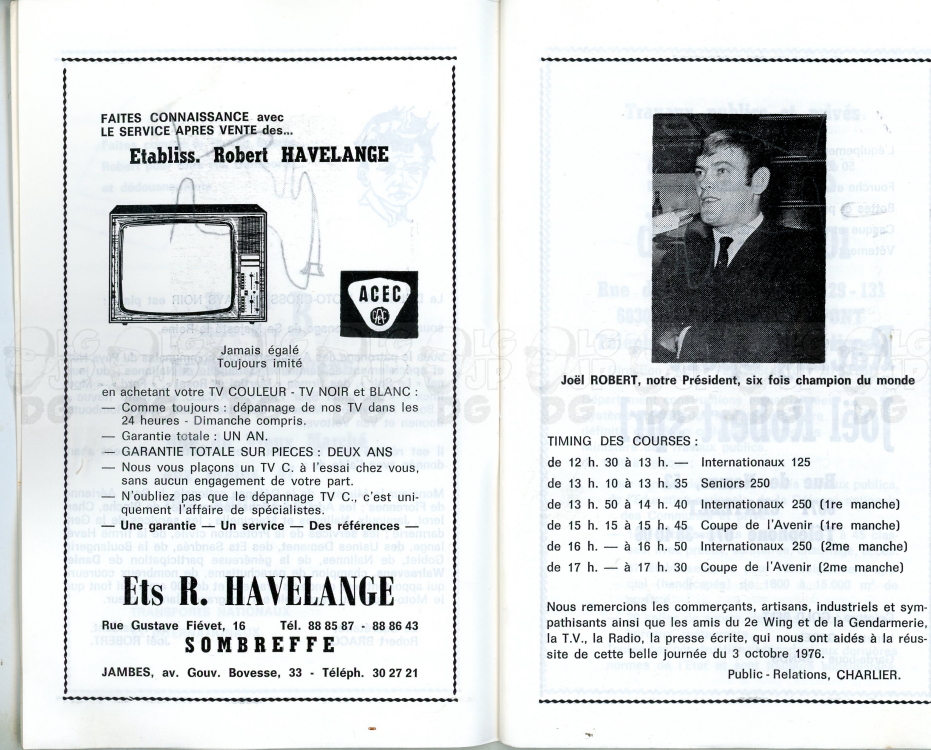 FAITES CONNAISSANCE avec
LE SERVICE APRES VENTE des...
Etabliss. Robert HAVELANGE
ACEC
Jamais égalé
Toujours imité
en achetant votre TV COULEUR - TV NOIR et BLANC :
— Comme toujours : dépannage de nos TV dans les
24 heures - Dimanche compris.
— Garantie totale : UN AN.
— GARANTIE TOTALE SUR PIECES : DEUX ANS
— Nous vous plaçons un TV C. à l'essai chez vous,
sans aucun engagement de votre part.
— N'oubliez pas que le dépannage TV C., c'est uni-
quement l'affaire de spécialistes.
— Une garantie — Un service — Des références —
Ets R. HAVELANGE
Rue Gustave Fiévet, 16 Tél. 88 85 87 - 88 86 43
SOMBREFFE
JAMBES, av. Gouv. Bovesse, 33 - Téléph. 30 27 21
Joël ROBERT, notre Président, six fois champion du monde
TIMING DES COURSES :
de 12 h. 30 à 13 h. — Internationaux 125
de 13 h. 10 à 13 h. 35 Seniors 250
de 13 h. 50 à 14 h. 40 Internationaux 250 (1re manche)
de 15 h. 15 à 15 h. 45 Coupe de l'Avenir (1re manche)
de 16 h. — à 16 h. 50 Internationaux 250 (2me manche)
de 17 h. — à 17 h. 30 Coupe de l'Avenir (2me manche)
Nous remercions les commerçants, artisans, industriels et sym-
pathisants ainsi que les amis du 2e Wing et de la Gendarmerie,
la T.V., la Radio, la presse écrite, qui nous ont aidés à la réus-
site de cette belle journée du 3 octobre 1976.
Public - Relations, CHARLIER.